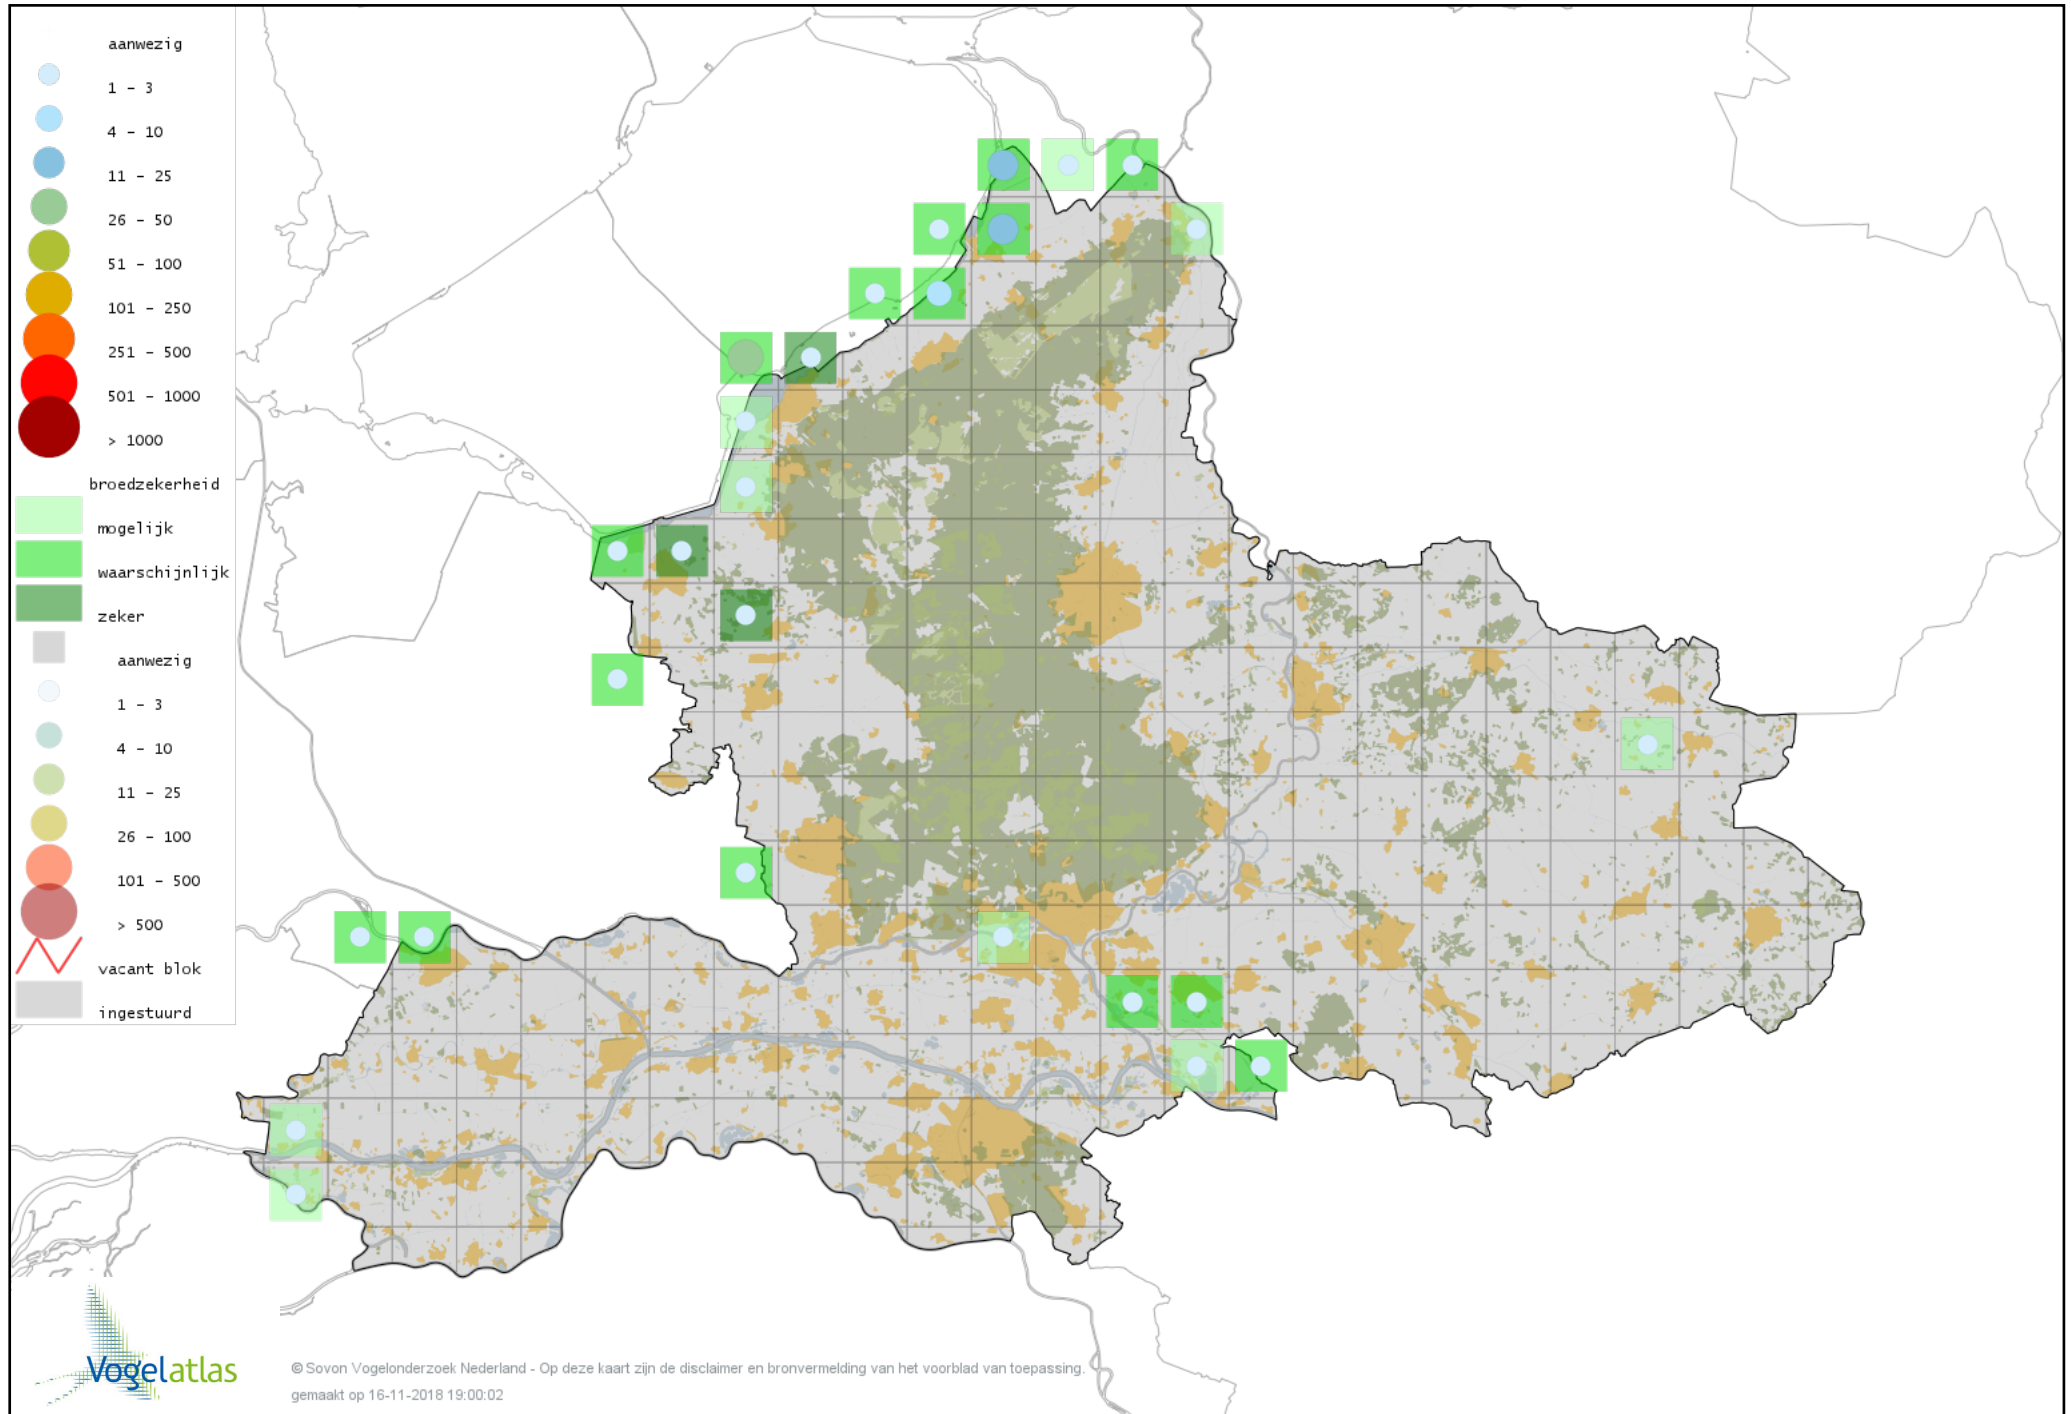 aanwezig
1 - 3
4 - 10
11 - 25
26 - 50
51 - 100
101 - 250
251 - 500
501 - 1000
> 1000
broedzekerheid
mogelijk
waarschijnlijk
zeker
aanwezig
1 - 3
4 - 10
11 - 25
26 - 100
101 - 500
> 500
vacant blok
ingestuurd
Vogelatlas
© Sovon Vogelonderzoek Nederland - Op deze kaart zijn de disclaimer en bronvermelding van het voorblad van toepassing.
gemaakt op 16-11-2018 19:00:02